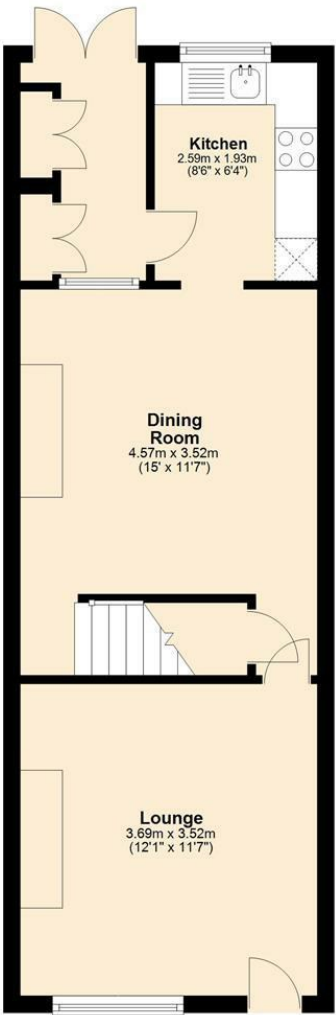 Kitchen
2.59m x 1.93m
(8'6" x 6'4")
Dining
Room
4.57m x 3.52m
(15' x 11'7")
Lounge
3.69m x 3.52m
(12'1" x 11'7")